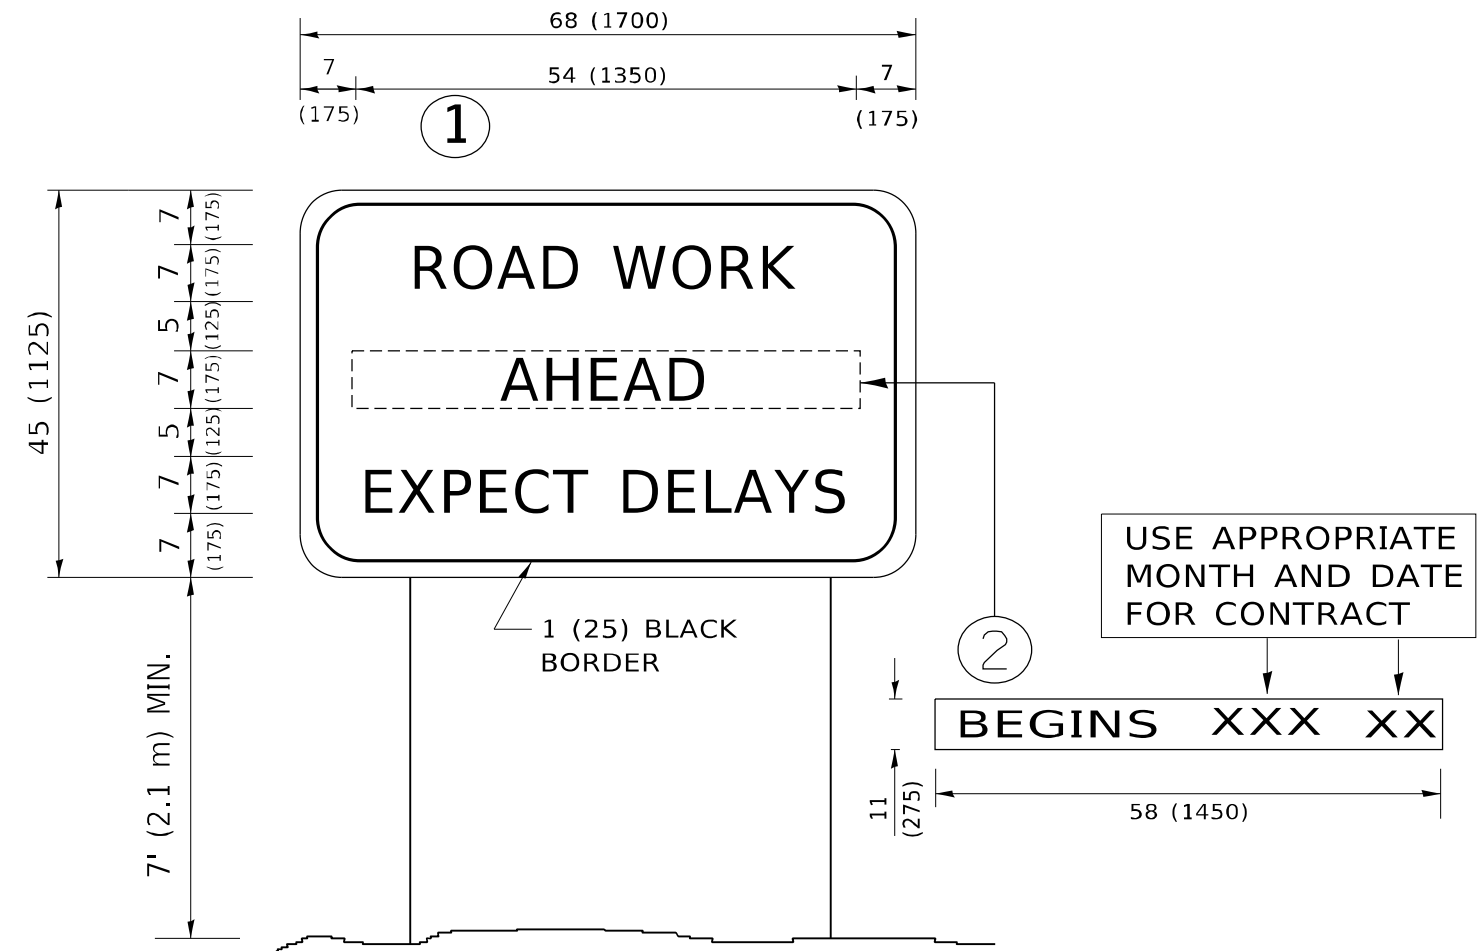 68 (1700)
7
54 (1350)
7
(175)
(175)
1
ROAD WORK
AHEAD
EXPECT DELAYS
45 (1125)
7 (175)
7 (175)
5 (125)
7 (175)
5 (125)
7 (175)
7 (175)
7' (2.1 m) MIN.
1 (25) BLACK
BORDER
USE APPROPRIATE
MONTH AND DATE
FOR CONTRACT
2
BEGINS XXX XX
11
(275)
58 (1450)